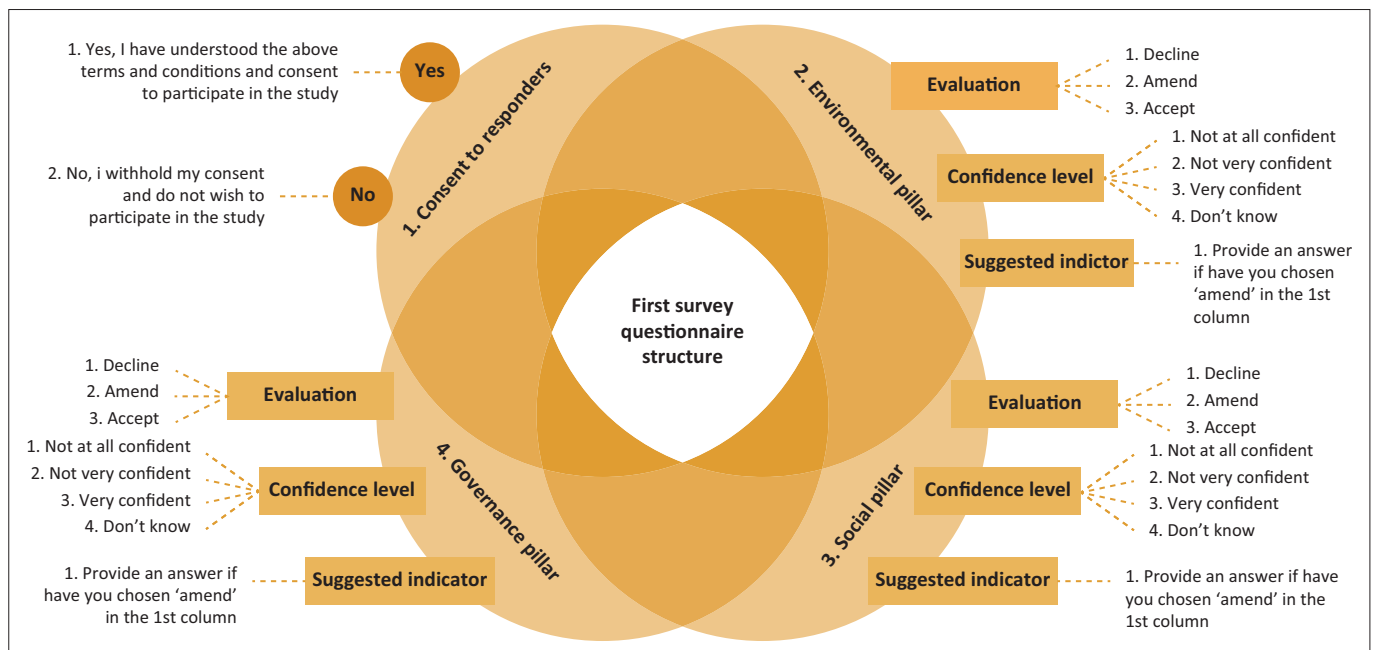 1. Yes, I have understood the above
terms and conditions and consent
to participate in the study
Yes
2. No, i withhold my consent
and do not wish to
participate in the study
No
1. Consent to responders
2. Environmental pillar
Evaluation
1. Decline
2. Amend
3. Accept
Confidence level
1. Not at all confident
2. Not very confident
3. Very confident
4. Don't know
Suggested indictor
1. Provide an answer
if have you chosen
‘amend’ in the 1st
column
First survey
questionnaire
structure
3. Social pillar
Evaluation
1. Decline
2. Amend
3. Accept
Confidence level
1. Not at all confident
2. Not very confident
3. Very confident
4. Don’t know
Suggested indicator
1. Provide an answer if have
you chosen ‘amend’ in the
1st column
4. Governance pillar
1. Decline
2. Amend
3. Accept
Evaluation
1. Not at all confident
2. Not very confident
3. Very confident
4. Don’t know
Confidence level
1. Provide an answer if
have you chosen ‘amend’
in the 1st column
Suggested indicator